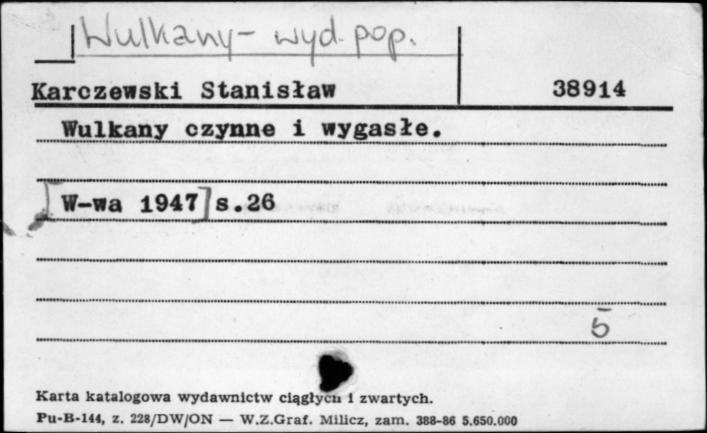 Wulkany - wyd. pop.
Karczewski Stanisław 38914
Wulkany czynne i wygasłe.
[W-wa 1947] s.26
5
Karta katalogowa wydawnictw ciągłych i zwartych.
Pu-B-144, z. 228/DW/ON — W.Z.Graf. Milicz, zam. 388-86 5.650.000